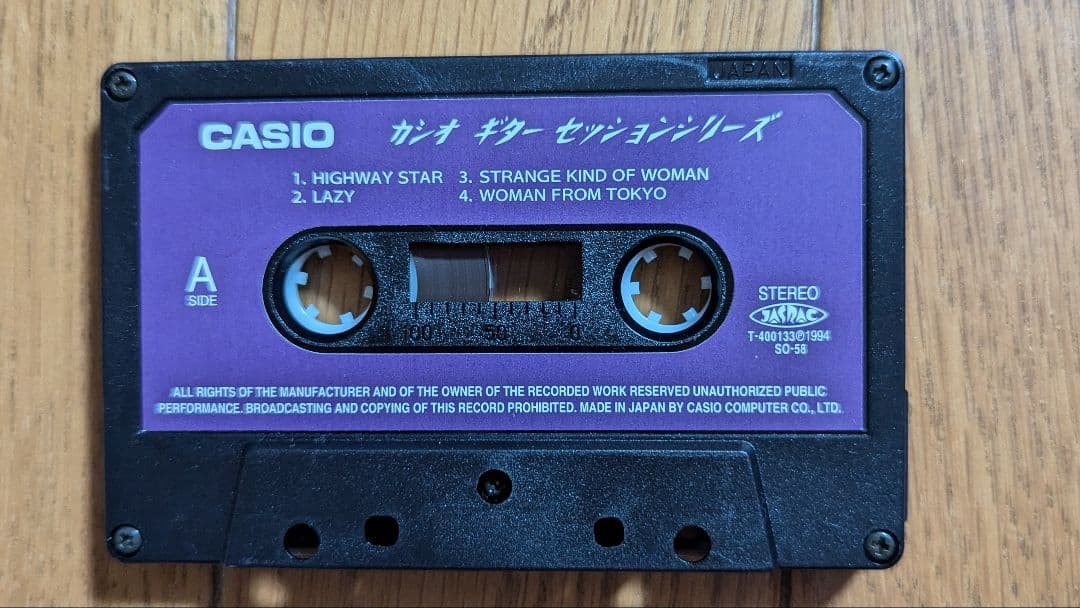 JAPAN
CASIO カシオ ギター セッションシリーズ
1. HIGHWAY STAR 3. STRANGE KIND OF WOMAN
2. LAZY 4. WOMAN FROM TOKYO
A
SIDE
100 50 0
STEREO
JASRAC
T-400133Ⓟ1994
SO-58
ALL RIGHTS OF THE MANUFACTURER AND OF THE OWNER OF THE RECORDED WORK RESERVED UNAUTHORIZED PUBLIC
PERFORMANCE. BROADCASTING AND COPYING OF THIS RECORD PROHIBITED. MADE IN JAPAN BY CASIO COMPUTER CO., LTD.